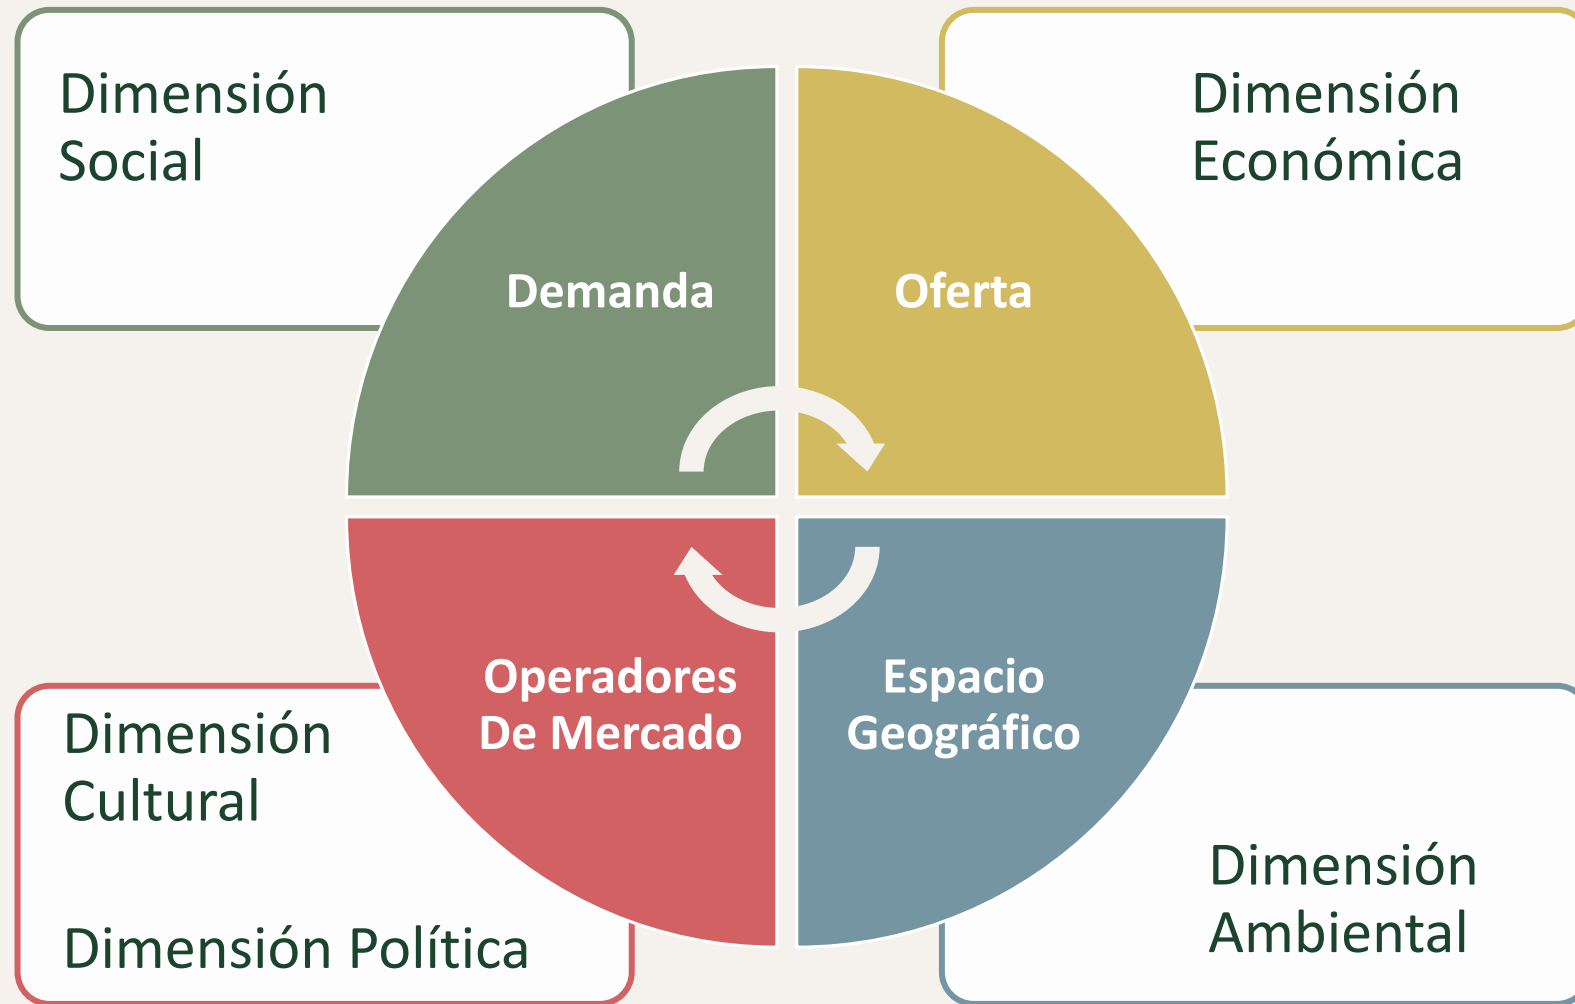 Dimensión
Social
Dimensión
Económica
Demanda
Oferta
Operadores
De Mercado
Espacio
Geográfico
Dimensión
Cultural
Dimensión Política
Dimensión
Ambiental